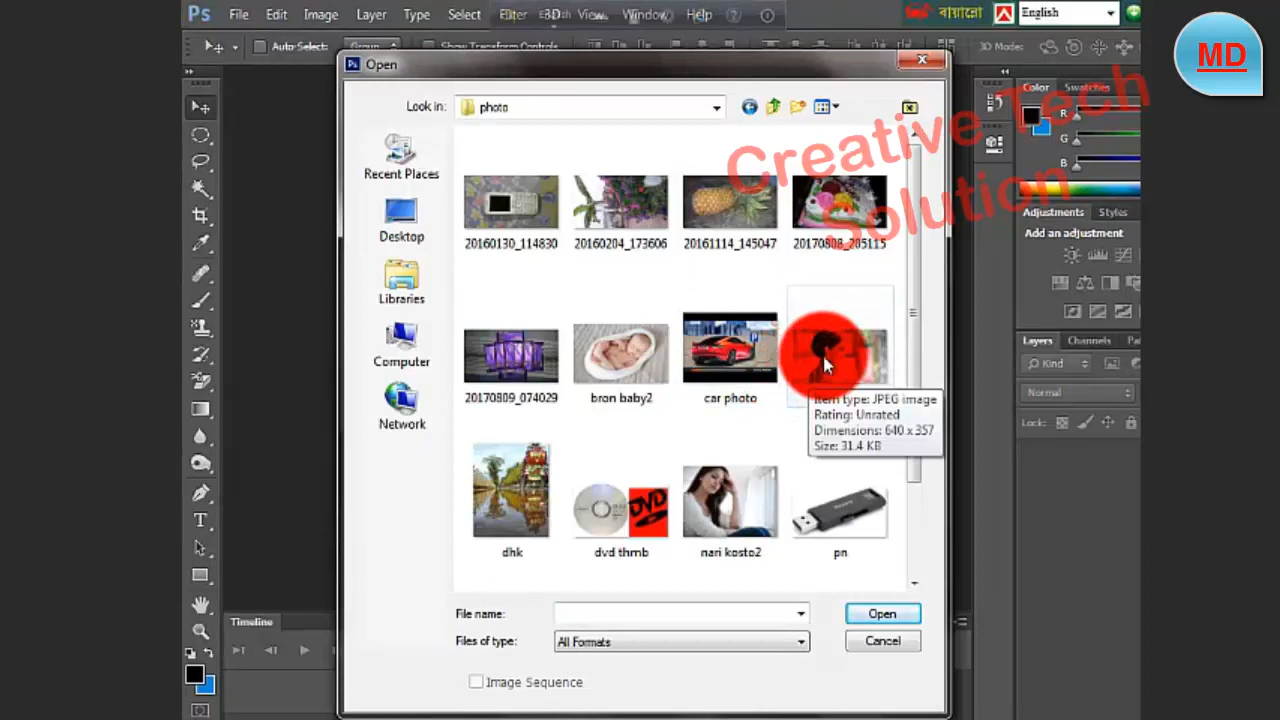 Ps File Edit Image Layer Type Select Filter 3D View Window Help
বায়ান্নো English
MD
Auto-Select: Group Show Transform Controls 3D Mode:
Open
Look in: photo
Creative Tech
Solution
Recent Places
Desktop
Libraries
Computer
Network
20160130_114830 20160204_173606 20161114_145047 20170808_205115
20170809_074029 bron baby2 car photo
Item type: JPEG image
Rating: Unrated
Dimensions: 640 x 357
Size: 31.4 KB
DVD
SONY
dhk dvd thmb nari kosto2 pn
File name: Open
Files of type: All Formats Cancel
Image Sequence
Color Swatches
R
G
B
Adjustments Styles
Add an adjustment
Layers Channels Pa
Kind
Normal
Lock:
Timeline